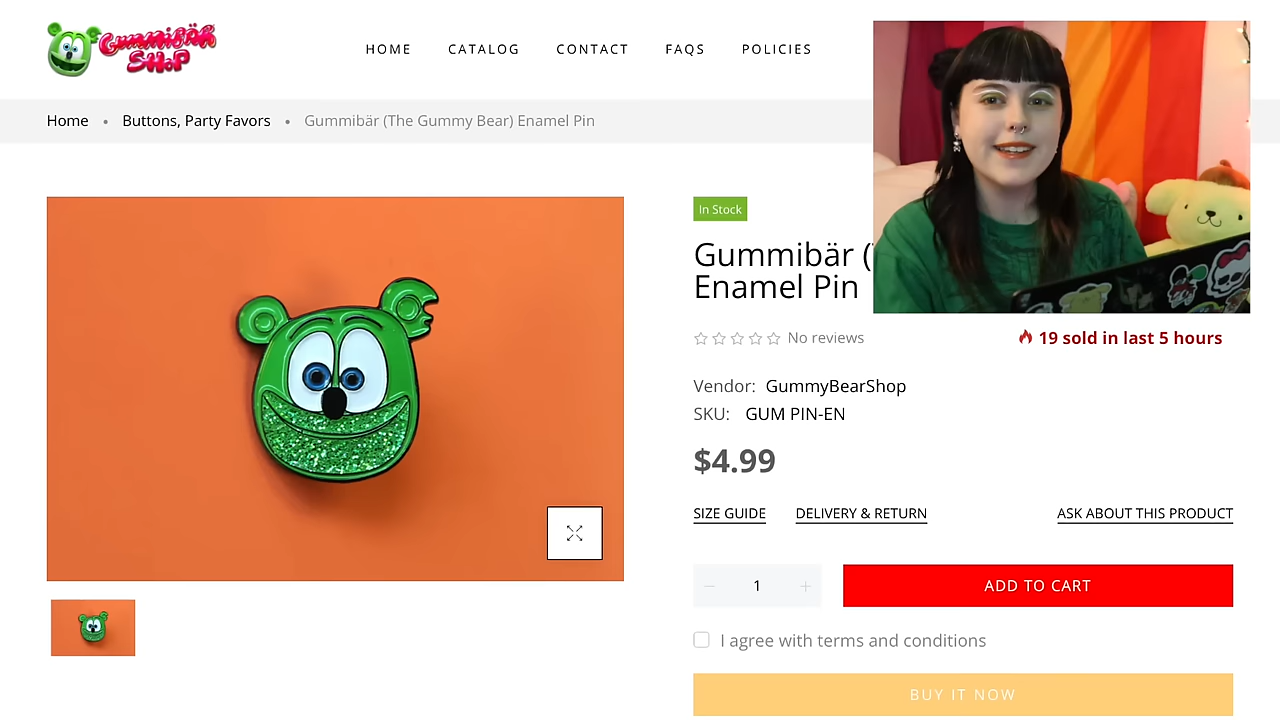 GUMMIBÄR
SHOP
HOME CATALOG CONTACT FAQS POLICIES
Home • Buttons, Party Favors • Gummibär (The Gummy Bear) Enamel Pin
In Stock
Gummibär (
Enamel Pin
No reviews
19 sold in last 5 hours
Vendor: GummyBearShop
SKU: GUM PIN-EN
$4.99
SIZE GUIDE DELIVERY & RETURN ASK ABOUT THIS PRODUCT
1 ADD TO CART
I agree with terms and conditions
BUY IT NOW